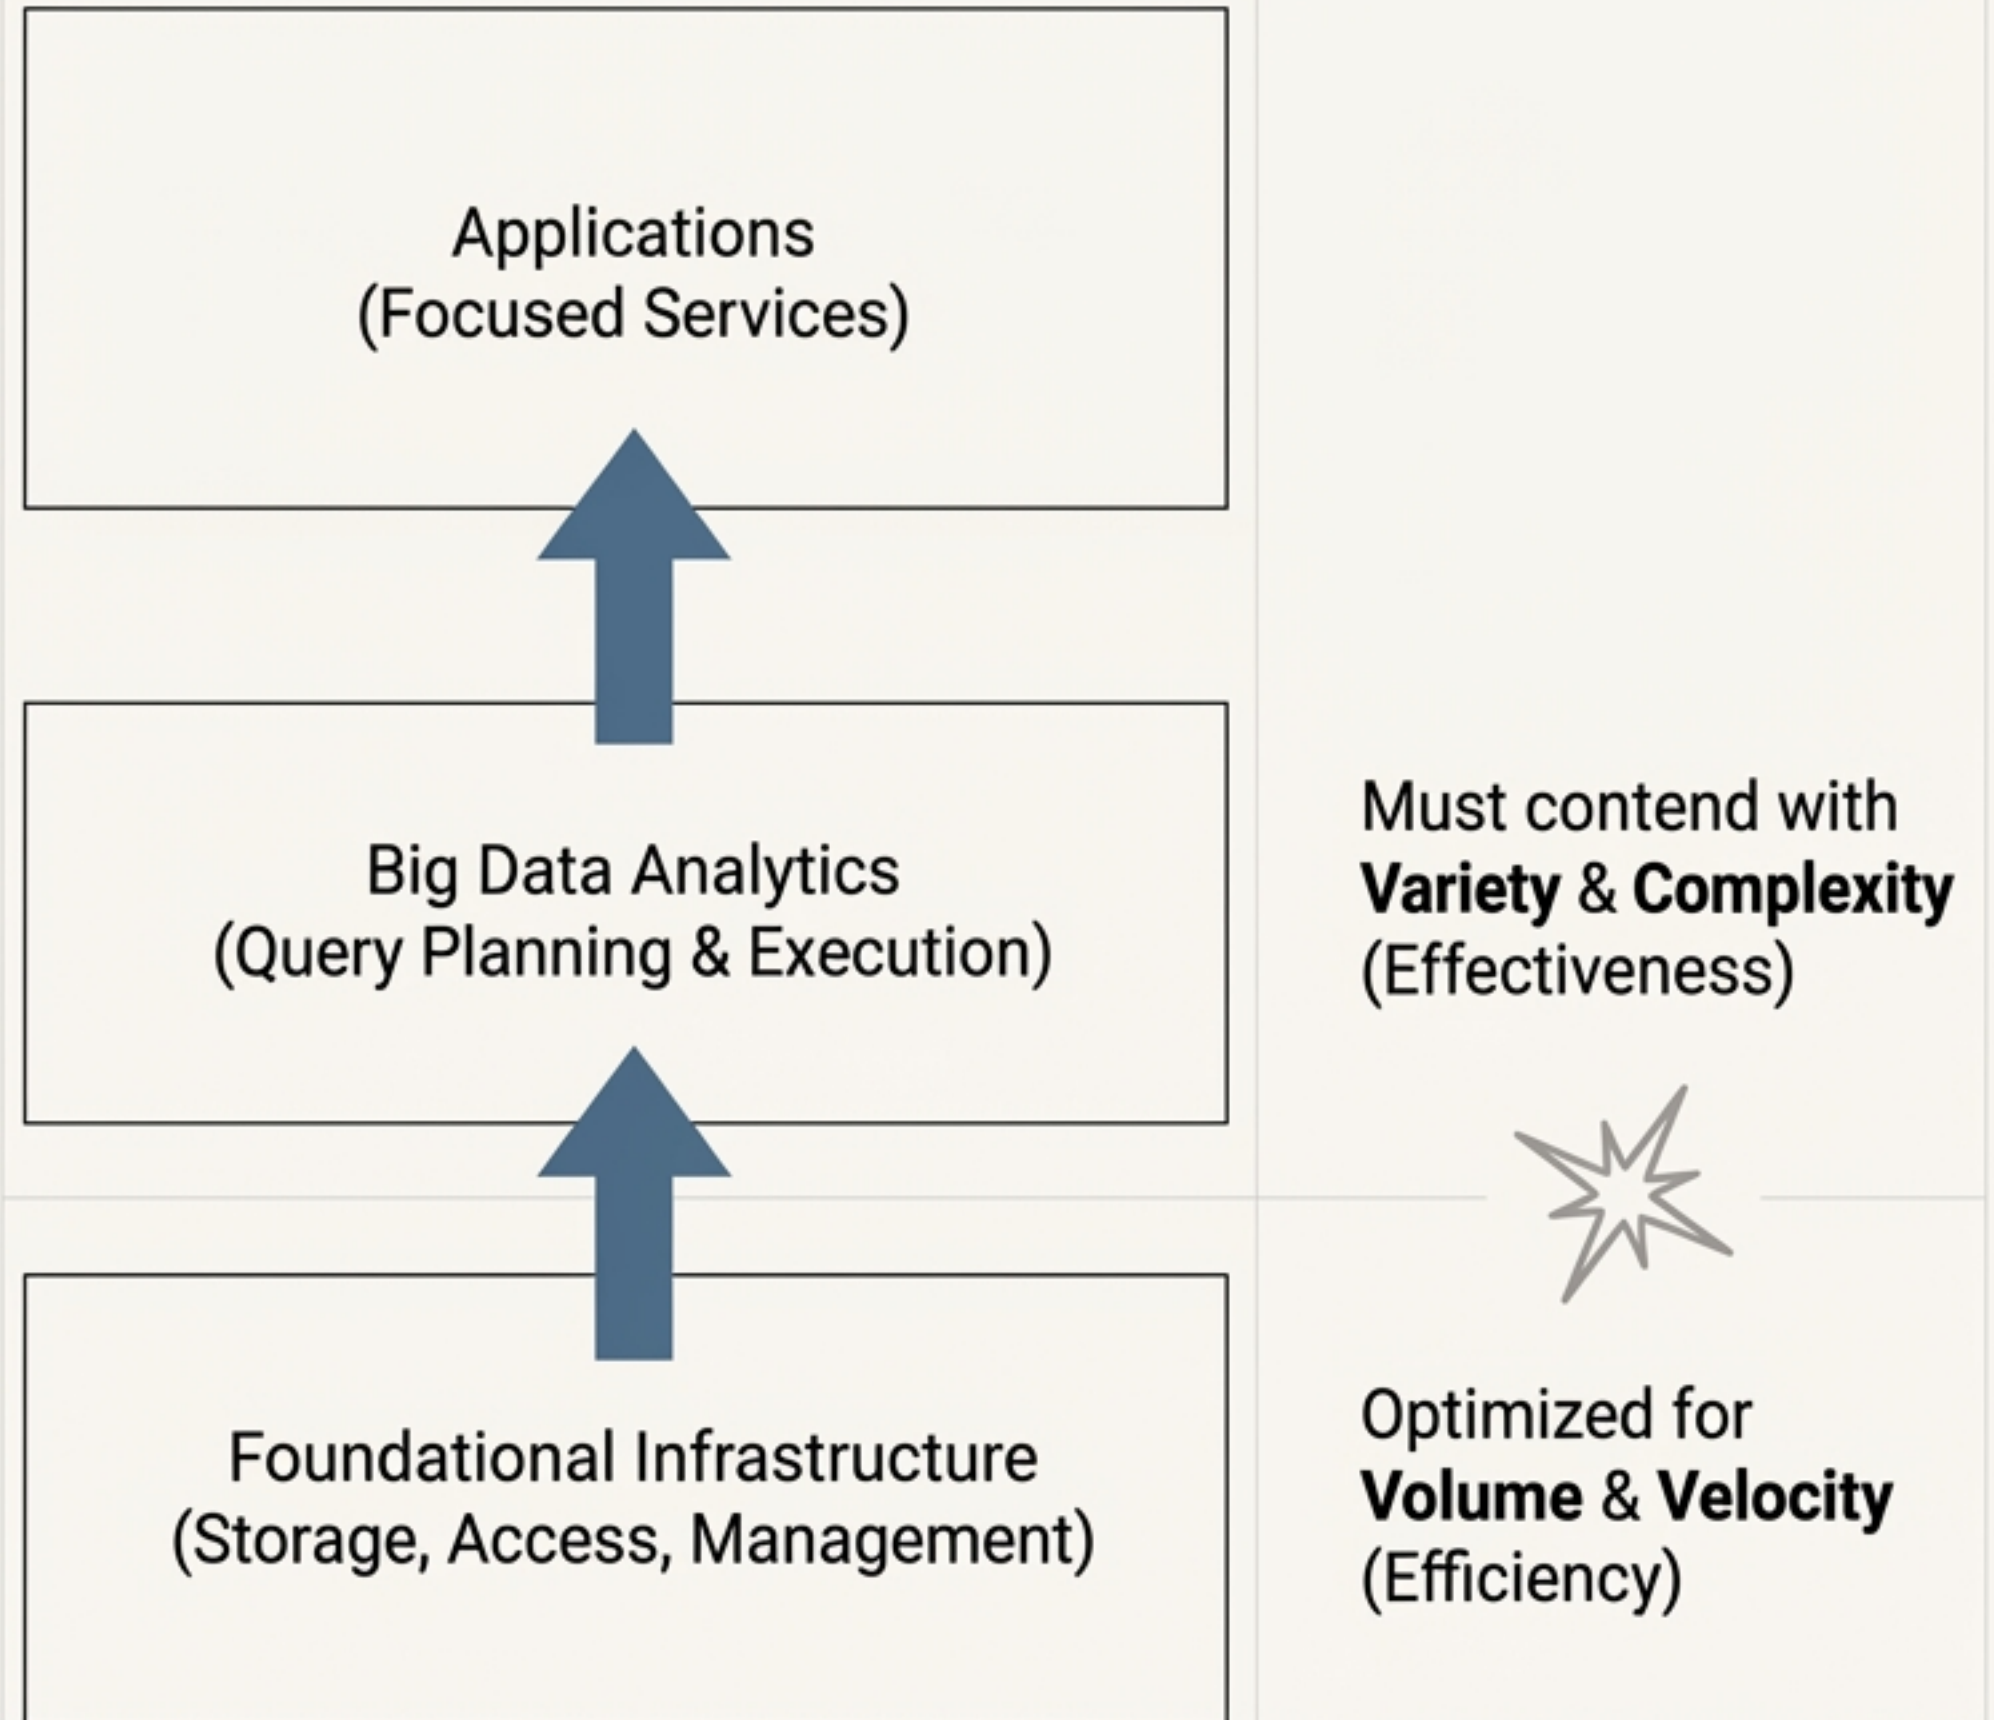 Applications
(Focused Services)
Big Data Analytics
(Query Planning & Execution)
Must contend with
Variety & Complexity
(Effectiveness)
Foundational Infrastructure
(Storage, Access, Management)
Optimized for
Volume & Velocity
(Efficiency)